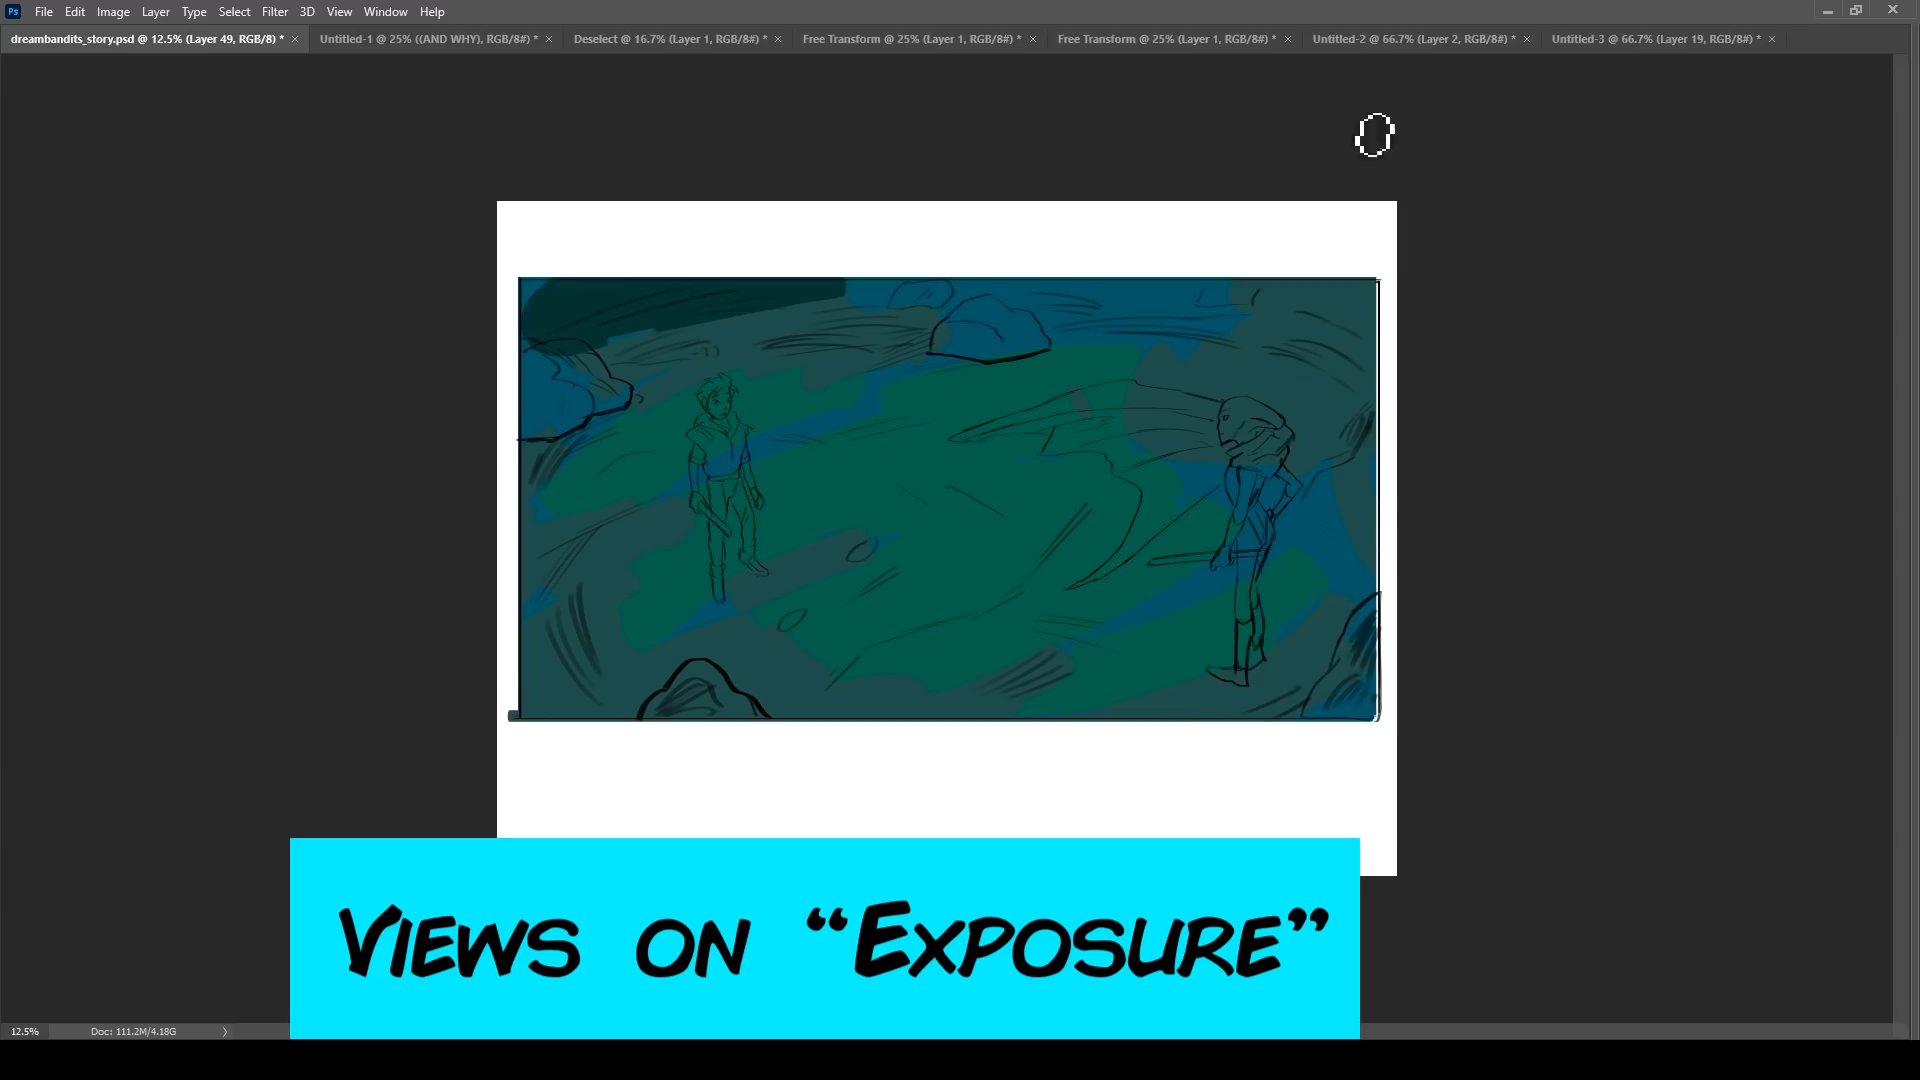 Ps File Edit Image Layer Type Select Filter 3D View Window Help
dreambandits_story.psd @ 12.5% (Layer 49, RGB/8) * Untitled-1 @ 25% ((AND WHY), RGB/8#) * Deselect @ 16.7% (Layer 1, RGB/8#) * Free Transform @ 25% (Layer 1, RGB/8#) * Free Transform @ 25% (Layer 1, RGB/8#) * Untitled-2 @ 66.7% (Layer 2, RGB/8#) * Untitled-3 @ 66.7% (Layer 19, RGB/8#) *
VIEWS ON “EXPOSURE”
12.5% Doc: 111.2M/4.18G